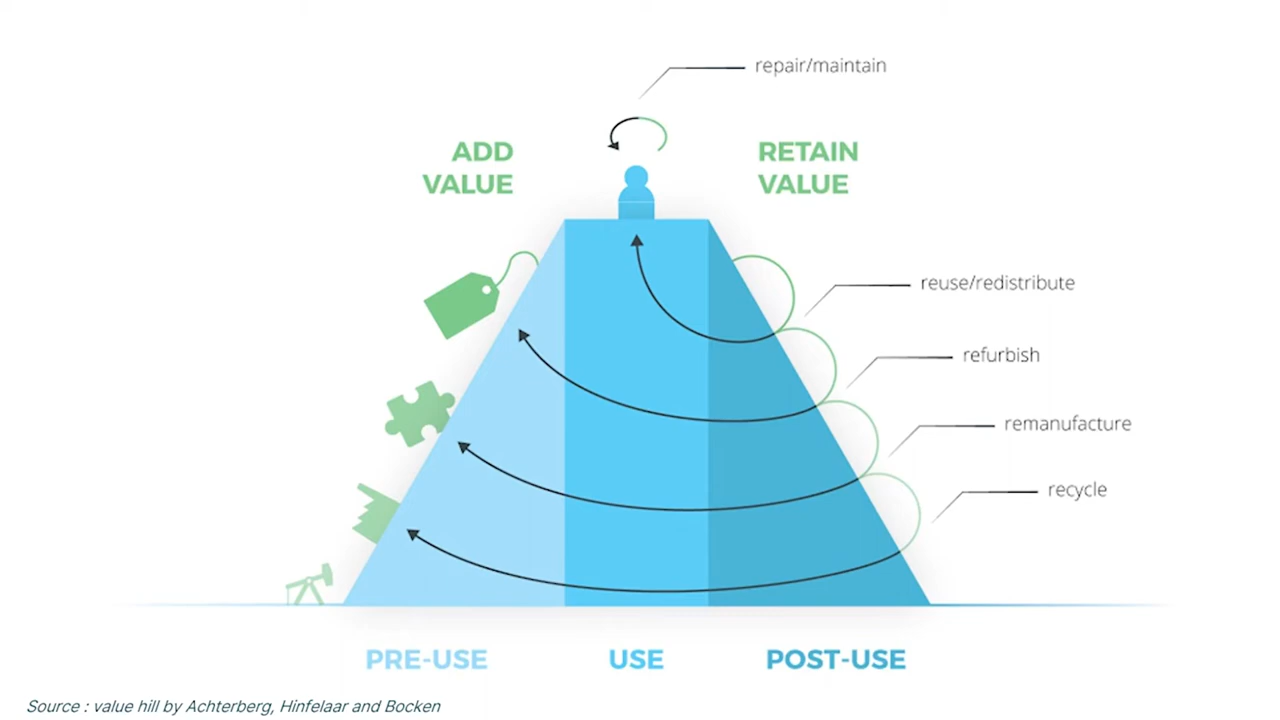 repair/maintain
ADD
VALUE
RETAIN
VALUE
reuse/redistribute
refurbish
remanufacture
recycle
PRE-USE
USE
POST-USE
Source : value hill by Achterberg, Hinfelaar and Bocken